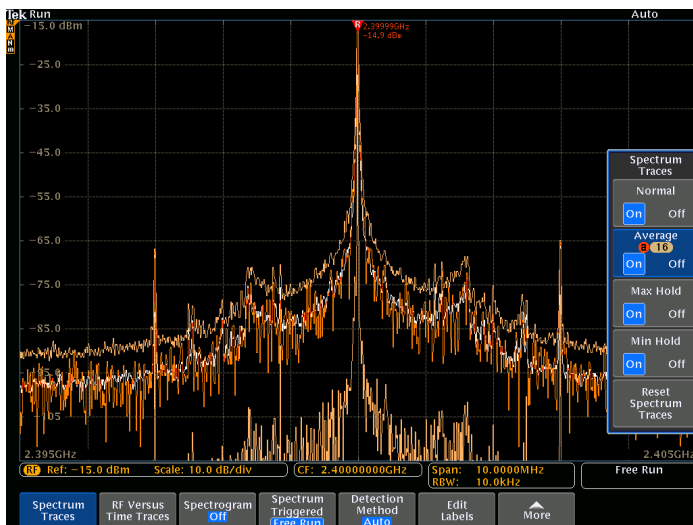 Tek Run Auto
R 2.39999GHz
-15.0 dBm -14.9 dBm
N
M
A
n
m
-25.0
-35.0
-45.0
-55.0
-65.0
-75.0
-85.0
-95.0
-105
2.395GHz 2.405GHz
Spectrum
Traces
Normal
On Off
Average
a 16
On Off
Max Hold
On Off
Min Hold
On Off
Reset
Spectrum
Traces
RF Ref: -15.0 dBm Scale: 10.0 dB/div CF: 2.40000000GHz Span: 10.0000MHz Free Run
RBW: 10.0kHz
Spectrum
Traces
RF Versus
Time Traces
Spectrogram
Off
Spectrum
Triggered
Free Run
Detection
Method
Auto
Edit
Labels
More